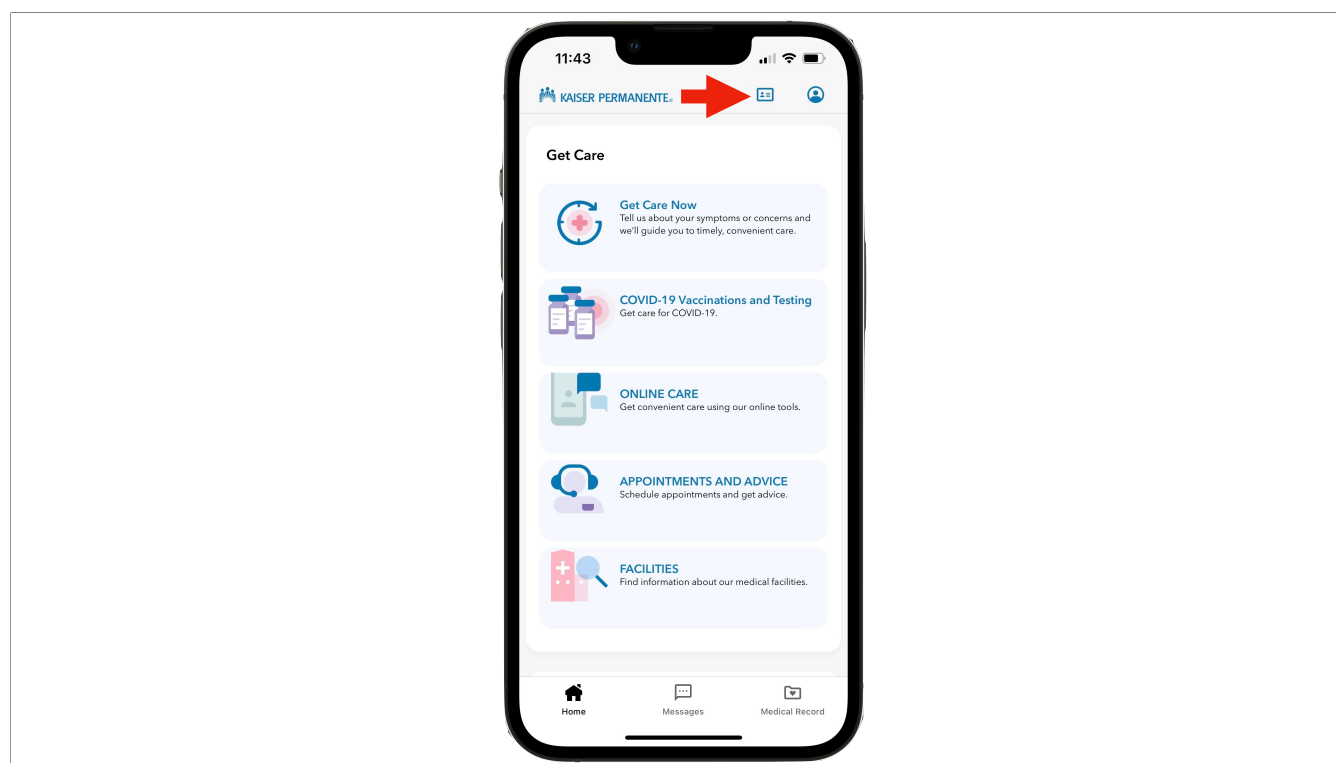 11:43
KAISER PERMANENTE®
Get Care
Get Care Now
Tell us about your symptoms or concerns and
we'll guide you to timely, convenient care.
COVID-19 Vaccinations and Testing
Get care for COVID-19.
ONLINE CARE
Get convenient care using our online tools.
APPOINTMENTS AND ADVICE
Schedule appointments and get advice.
FACILITIES
Find information about our medical facilities.
Home
Messages
Medical Record